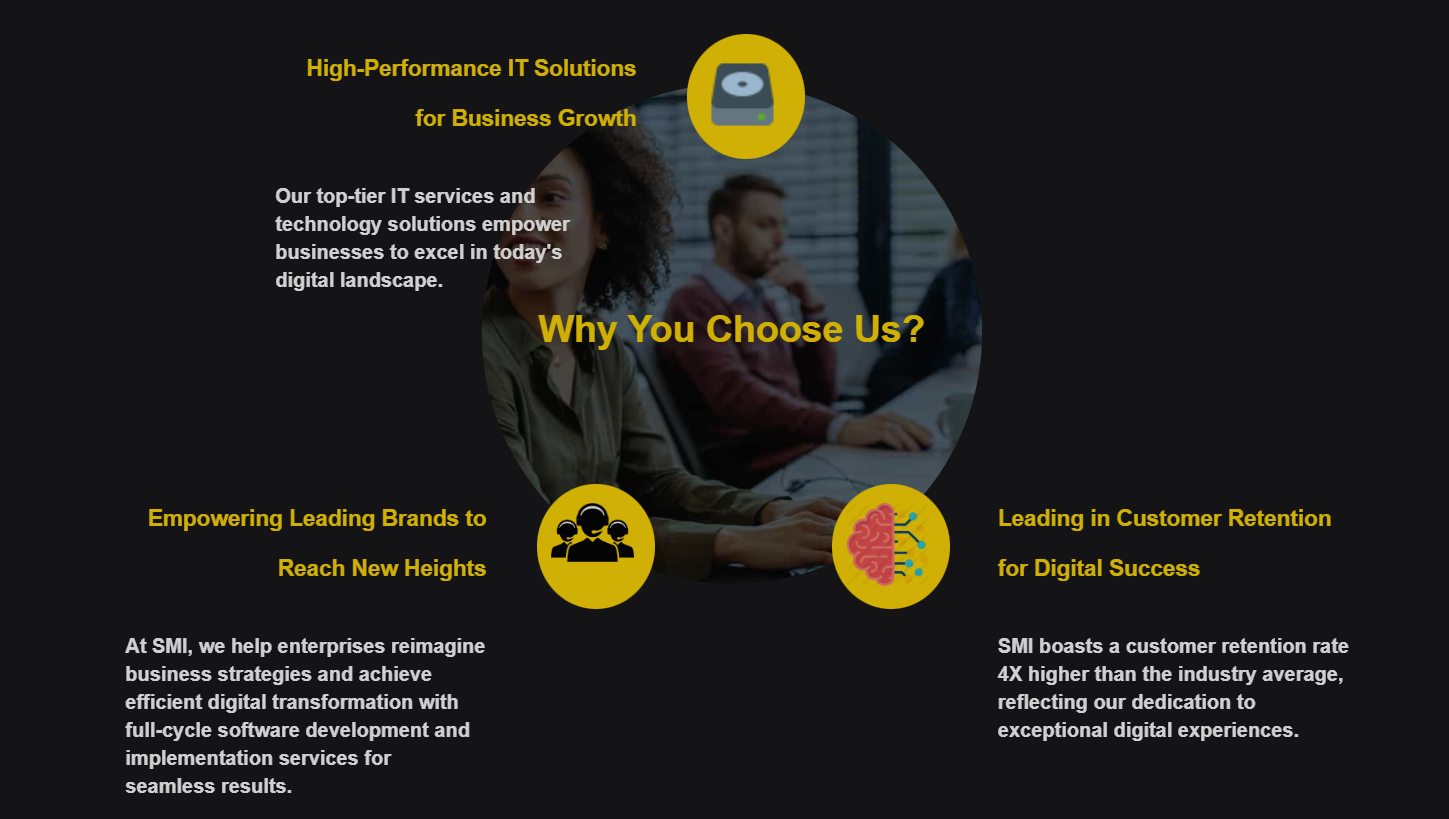 High-Performance IT Solutions
for Business Growth
Our top-tier IT services and
technology solutions empower
businesses to excel in today's
digital landscape.
Why You Choose Us?
Empowering Leading Brands to
Reach New Heights
At SMI, we help enterprises reimagine
business strategies and achieve
efficient digital transformation with
full-cycle software development and
implementation services for
seamless results.
Leading in Customer Retention
for Digital Success
SMI boasts a customer retention rate
4X higher than the industry average,
reflecting our dedication to
exceptional digital experiences.